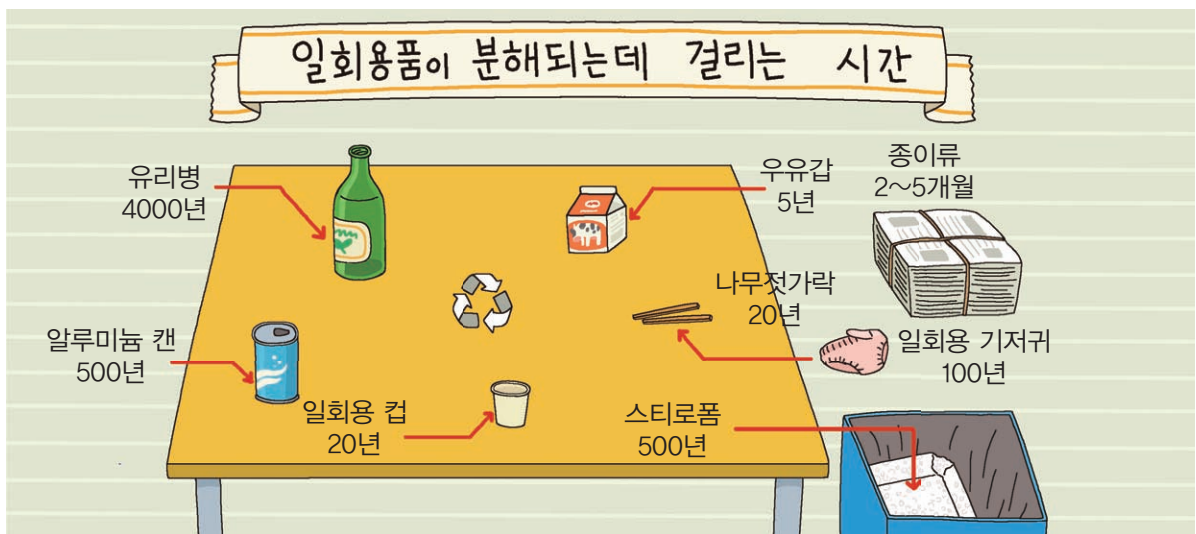 일회용품이 분해되는데 걸리는 시간
유리병
4000년
우유갑
5년
종이류
2~5개월
나무젓가락
20년
알루미늄 캔
500년
일회용 기저귀
100년
일회용 컵
20년
스티로폼
500년